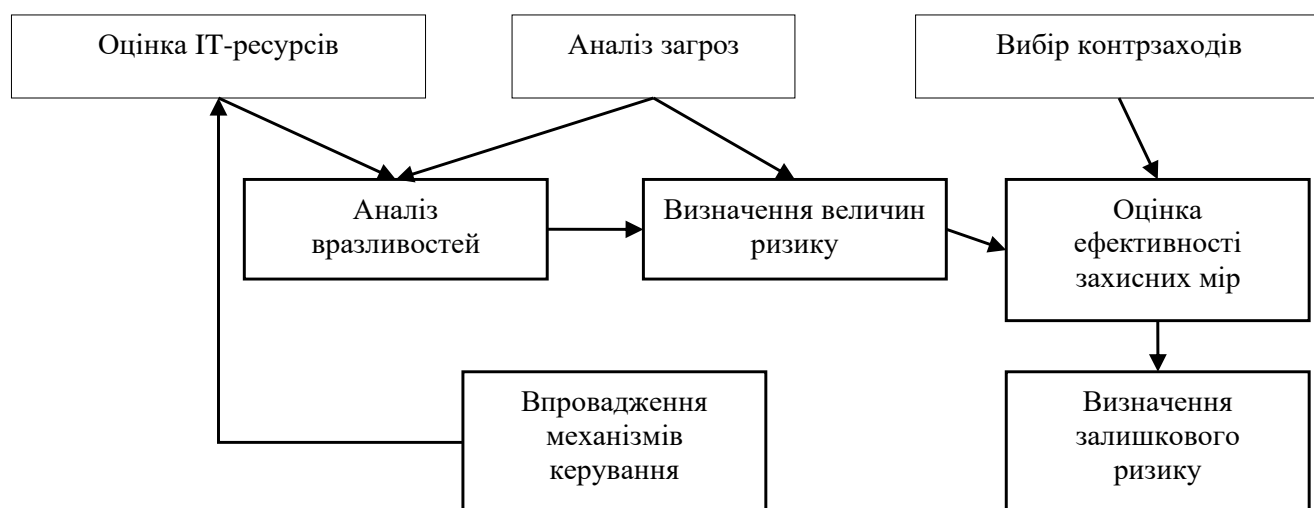 Оцінка ІТ-ресурсів
Аналіз загроз
Вибір контрзаходів
Аналіз
вразливостей
Визначення величин
ризику
Оцінка
ефективності
захисних мір
Впровадження
механізмів
керування
Визначення
залишкового
ризику